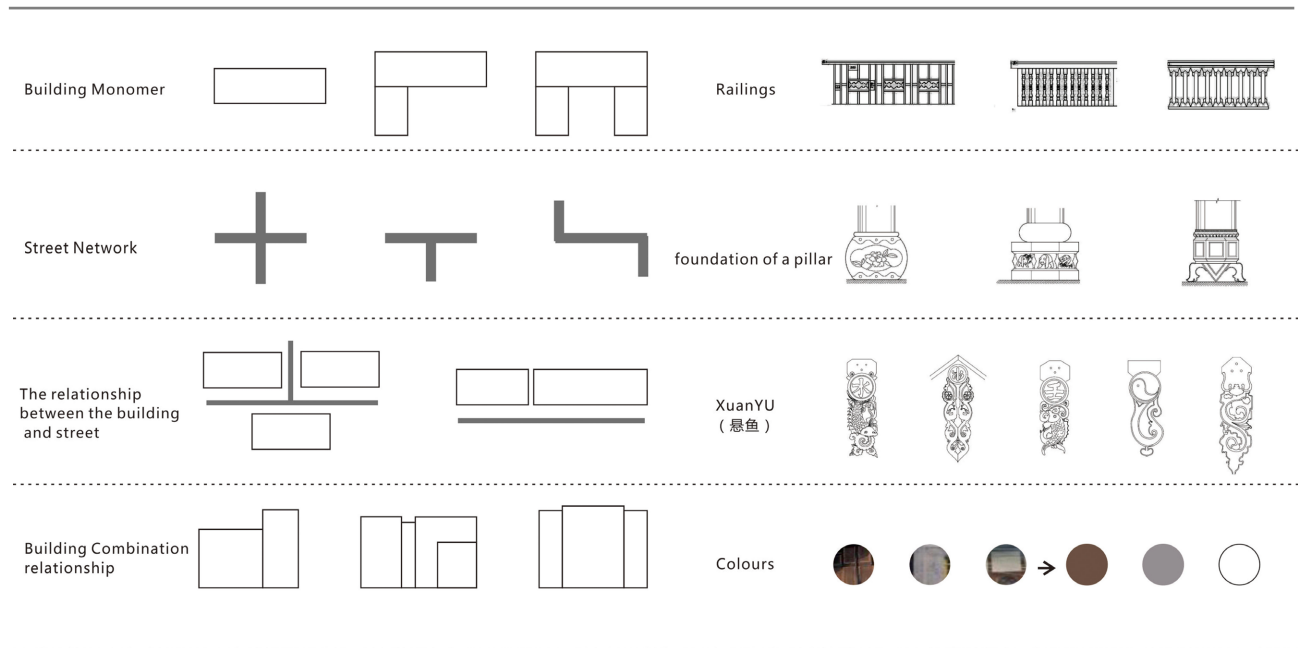 Building Monomer
Railings
Street Network
foundation of a pillar
The relationship
between the building
and street
XuanYU
（悬鱼）
Building Combination
relationship
Colours